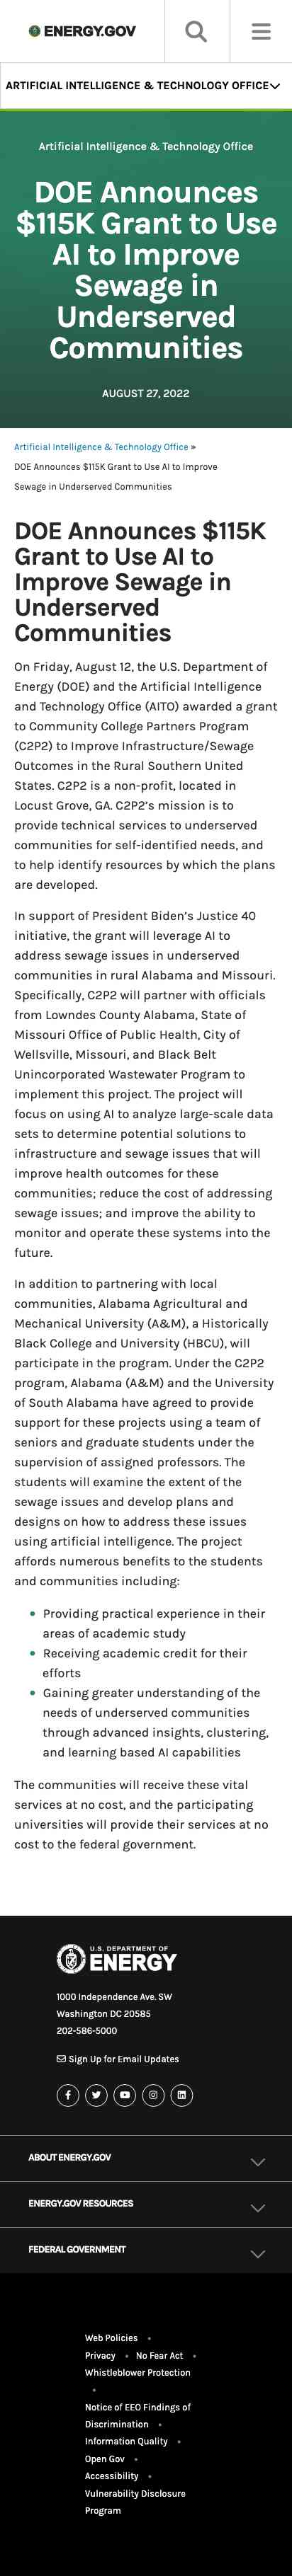 ENERGY.GOV
ARTIFICIAL INTELLIGENCE & TECHNOLOGY OFFICE
Artificial Intelligence & Technology Office
DOE Announces
$115K Grant to Use
AI to Improve
Sewage in
Underserved
Communities
AUGUST 27, 2022
Artificial Intelligence & Technology Office »
DOE Announces $115K Grant to Use AI to Improve
Sewage in Underserved Communities
DOE Announces $115K
Grant to Use AI to
Improve Sewage in
Underserved
Communities
On Friday, August 12, the U.S. Department of
Energy (DOE) and the Artificial Intelligence
and Technology Office (AITO) awarded a grant
to Community College Partners Program
(C2P2) to Improve Infrastructure/Sewage
Outcomes in the Rural Southern United
States. C2P2 is a non-profit, located in
Locust Grove, GA. C2P2’s mission is to
provide technical services to underserved
communities for self-identified needs, and
to help identify resources by which the plans
are developed.
In support of President Biden’s Justice 40
initiative, the grant will leverage AI to
address sewage issues in underserved
communities in rural Alabama and Missouri.
Specifically, C2P2 will partner with officials
from Lowndes County Alabama, State of
Missouri Office of Public Health, City of
Wellsville, Missouri, and Black Belt
Unincorporated Wastewater Program to
implement this project. The project will
focus on using AI to analyze large-scale data
sets to determine potential solutions to
infrastructure and sewage issues that will
improve health outcomes for these
communities; reduce the cost of addressing
sewage issues; and improve the ability to
monitor and operate these systems into the
future.
In addition to partnering with local
communities, Alabama Agricultural and
Mechanical University (A&M), a Historically
Black College and University (HBCU), will
participate in the program. Under the C2P2
program, Alabama (A&M) and the University
of South Alabama have agreed to provide
support for these projects using a team of
seniors and graduate students under the
supervision of assigned professors. The
students will examine the extent of the
sewage issues and develop plans and
designs on how to address these issues
using artificial intelligence. The project
affords numerous benefits to the students
and communities including:
Providing practical experience in their
areas of academic study
Receiving academic credit for their
efforts
Gaining greater understanding of the
needs of underserved communities
through advanced insights, clustering,
and learning based AI capabilities
The communities will receive these vital
services at no cost, and the participating
universities will provide their services at no
cost to the federal government.
U.S. DEPARTMENT OF
ENERGY
1000 Independence Ave. SW
Washington DC 20585
202-586-5000
Sign Up for Email Updates
ABOUT ENERGY.GOV
ENERGY.GOV RESOURCES
FEDERAL GOVERNMENT
Web Policies •
Privacy • No Fear Act •
Whistleblower Protection
•
Notice of EEO Findings of
Discrimination •
Information Quality •
Open Gov •
Accessibility •
Vulnerability Disclosure
Program